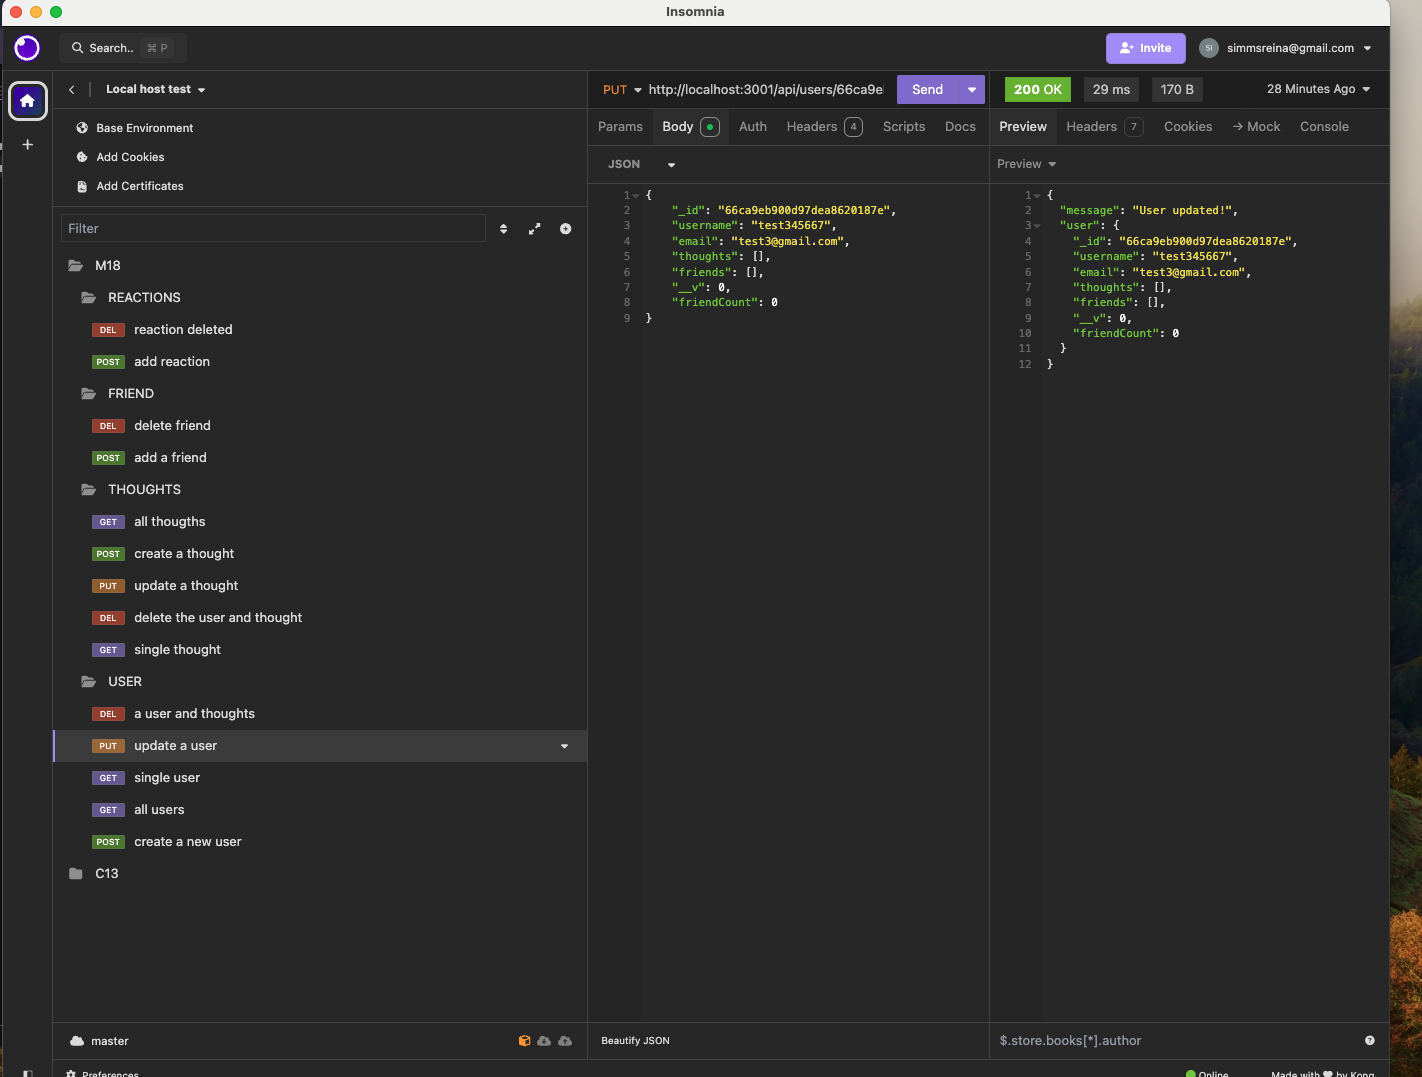 Insomnia
Search.. ⌘ P
Invite
SI
simmsreina@gmail.com
Local host test
Base Environment
Add Cookies
Add Certificates
Filter
M18
REACTIONS
DEL reaction deleted
POST add reaction
FRIEND
DEL delete friend
POST add a friend
THOUGHTS
GET all thougths
POST create a thought
PUT update a thought
DEL delete the user and thought
GET single thought
USER
DEL a user and thoughts
PUT update a user
GET single user
GET all users
POST create a new user
C13
master
Preferences
PUT http://localhost:3001/api/users/66ca9e Send
Params Body Auth Headers 4 Scripts Docs
JSON
1 {
2 "_id": "66ca9eb900d97dea8620187e",
3 "username": "test345667",
4 "email": "test3@gmail.com",
5 "thoughts": [],
6 "friends": [],
7 "__v": 0,
8 "friendCount": 0
9 }
Beautify JSON
200 OK 29 ms 170 B 28 Minutes Ago
Preview Headers 7 Cookies → Mock Console
Preview
1 {
2 "message": "User updated!",
3 "user": {
4 "_id": "66ca9eb900d97dea8620187e",
5 "username": "test345667",
6 "email": "test3@gmail.com",
7 "thoughts": [],
8 "friends": [],
9 "__v": 0,
10 "friendCount": 0
11 }
12 }
$.store.books[*].author
Online
Made with ♥ by Kong